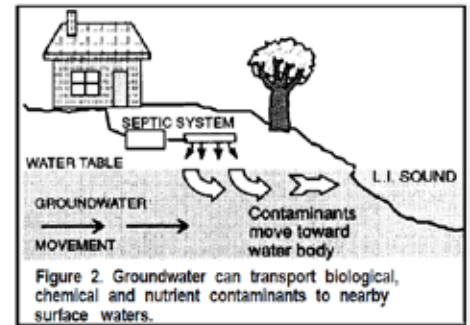 SEPTIC SYSTEM
WATER TABLE
L.I. SOUND
GROUNDWATER
MOVEMENT
Contaminants
move toward
water body
Figure 2. Groundwater can transport biological,
chemical and nutrient contaminants to nearby
surface waters.